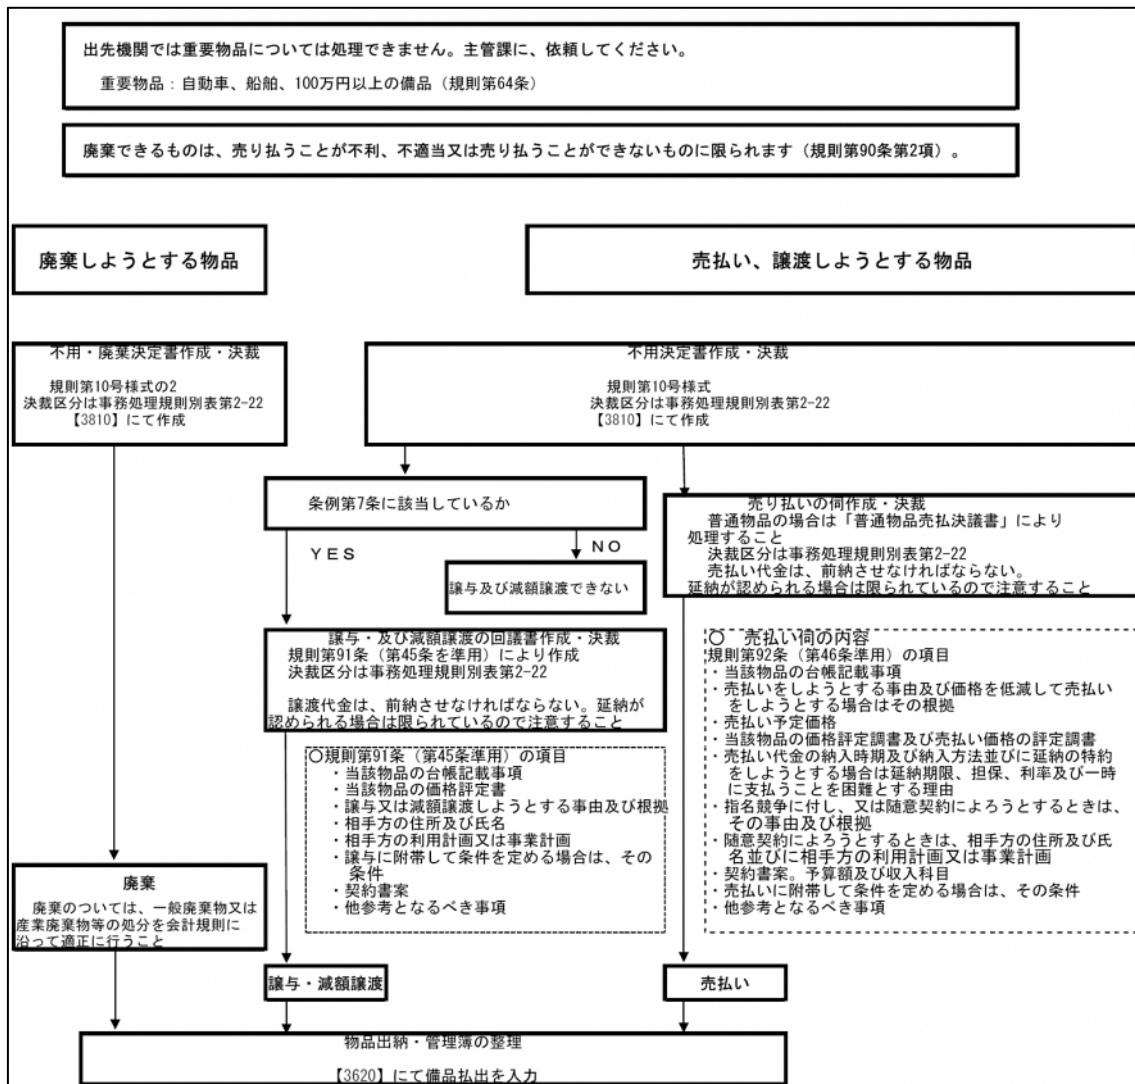 出先機関では重要物品については処理できません。主管課に、依頼してください。
重要物品：自動車、船舶、100万円以上の備品（規則第64条）
廃棄できるものは、売り払うことが不利、不適当又は売り払うことができないものに限られます（規則第90条第2項）。
廃棄しようとする物品
売払い、譲渡しようとする物品
不用・廃棄決定書作成・決裁
規則第10号様式の2
決裁区分は事務処理規則別表第2-22
【3810】にて作成
不用決定書作成・決裁
規則第10号様式
決裁区分は事務処理規則別表第2-22
【3810】にて作成
条例第7条に該当しているか
ＹＥＳ
ＮＯ
譲与及び減額譲渡できない
売り払いの伺作成・決裁
普通物品の場合は「普通物品売払決議書」により
処理すること
決裁区分は事務処理規則別表第2-22
売払い代金は、前納させなければならない。
延納が認められる場合は限られているので注意すること
譲与・及び減額譲渡の回議書作成・決裁
規則第91条（第45条を準用）により作成
決裁区分は事務処理規則別表第2-22
譲渡代金は、前納させなければならない。延納が
認められる場合は限られているので注意すること
〇規則第91条（第45条準用）の項目
・当該物品の台帳記載事項
・当該物品の価格評定書
・譲与又は減額譲渡しようとする事由及び根拠
・相手方の住所及び氏名
・相手方の利用計画又は事業計画
・譲与に附帯して条件を定める場合は、その
条件
・契約書案
・他参考となるべき事項
〇　売払い伺の内容
規則第92条（第46条準用）の項目
・当該物品の台帳記載事項
・売払いをしようとする事由及び価格を低減して売払い
をしようとする場合はその根拠
・売払い予定価格
・当該物品の価格評定調書及び売払い価格の評定調書
・売払い代金の納入時期及び納入方法並びに延納の特約
をしようとする場合は延納期限、担保、利率及び一時
に支払うことを困難とする理由
・指名競争に付し、又は随意契約によろうとするときは、
その事由及び根拠
・随意契約によろうとするときは、相手方の住所及び氏
名並びに相手方の利用計画又は事業計画
・契約書案。予算額及び収入科目
・売払いに附帯して条件を定める場合は、その条件
・他参考となるべき事項
廃棄
廃棄のついては、一般廃棄物又は
産業廃棄物等の処分を会計規則に
沿って適正に行うこと
譲与・減額譲渡
売払い
物品出納・管理簿の整理
【3620】にて備品払出を入力